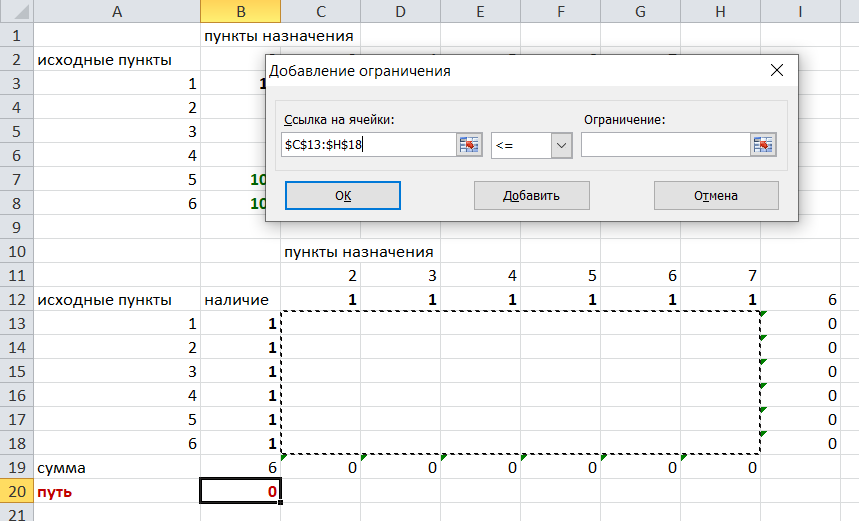 A B C D E F G H I
1 пункты назначения
2 исходные пункты
3 1
4 2
5 3
6 4
7 5 10
8 6 10
9
Добавление ограничения
Ссылка на ячейки: Ограничение:
$C$13:$H$18 <=
ОК Добавить Отмена
10 пункты назначения
11 2 3 4 5 6 7
12 исходные пункты наличие 1 1 1 1 1 1 6
13 1 1 0
14 2 1 0
15 3 1 0
16 4 1 0
17 5 1 0
18 6 1 0
19 сумма 6 0 0 0 0 0 0
20 путь 0
21